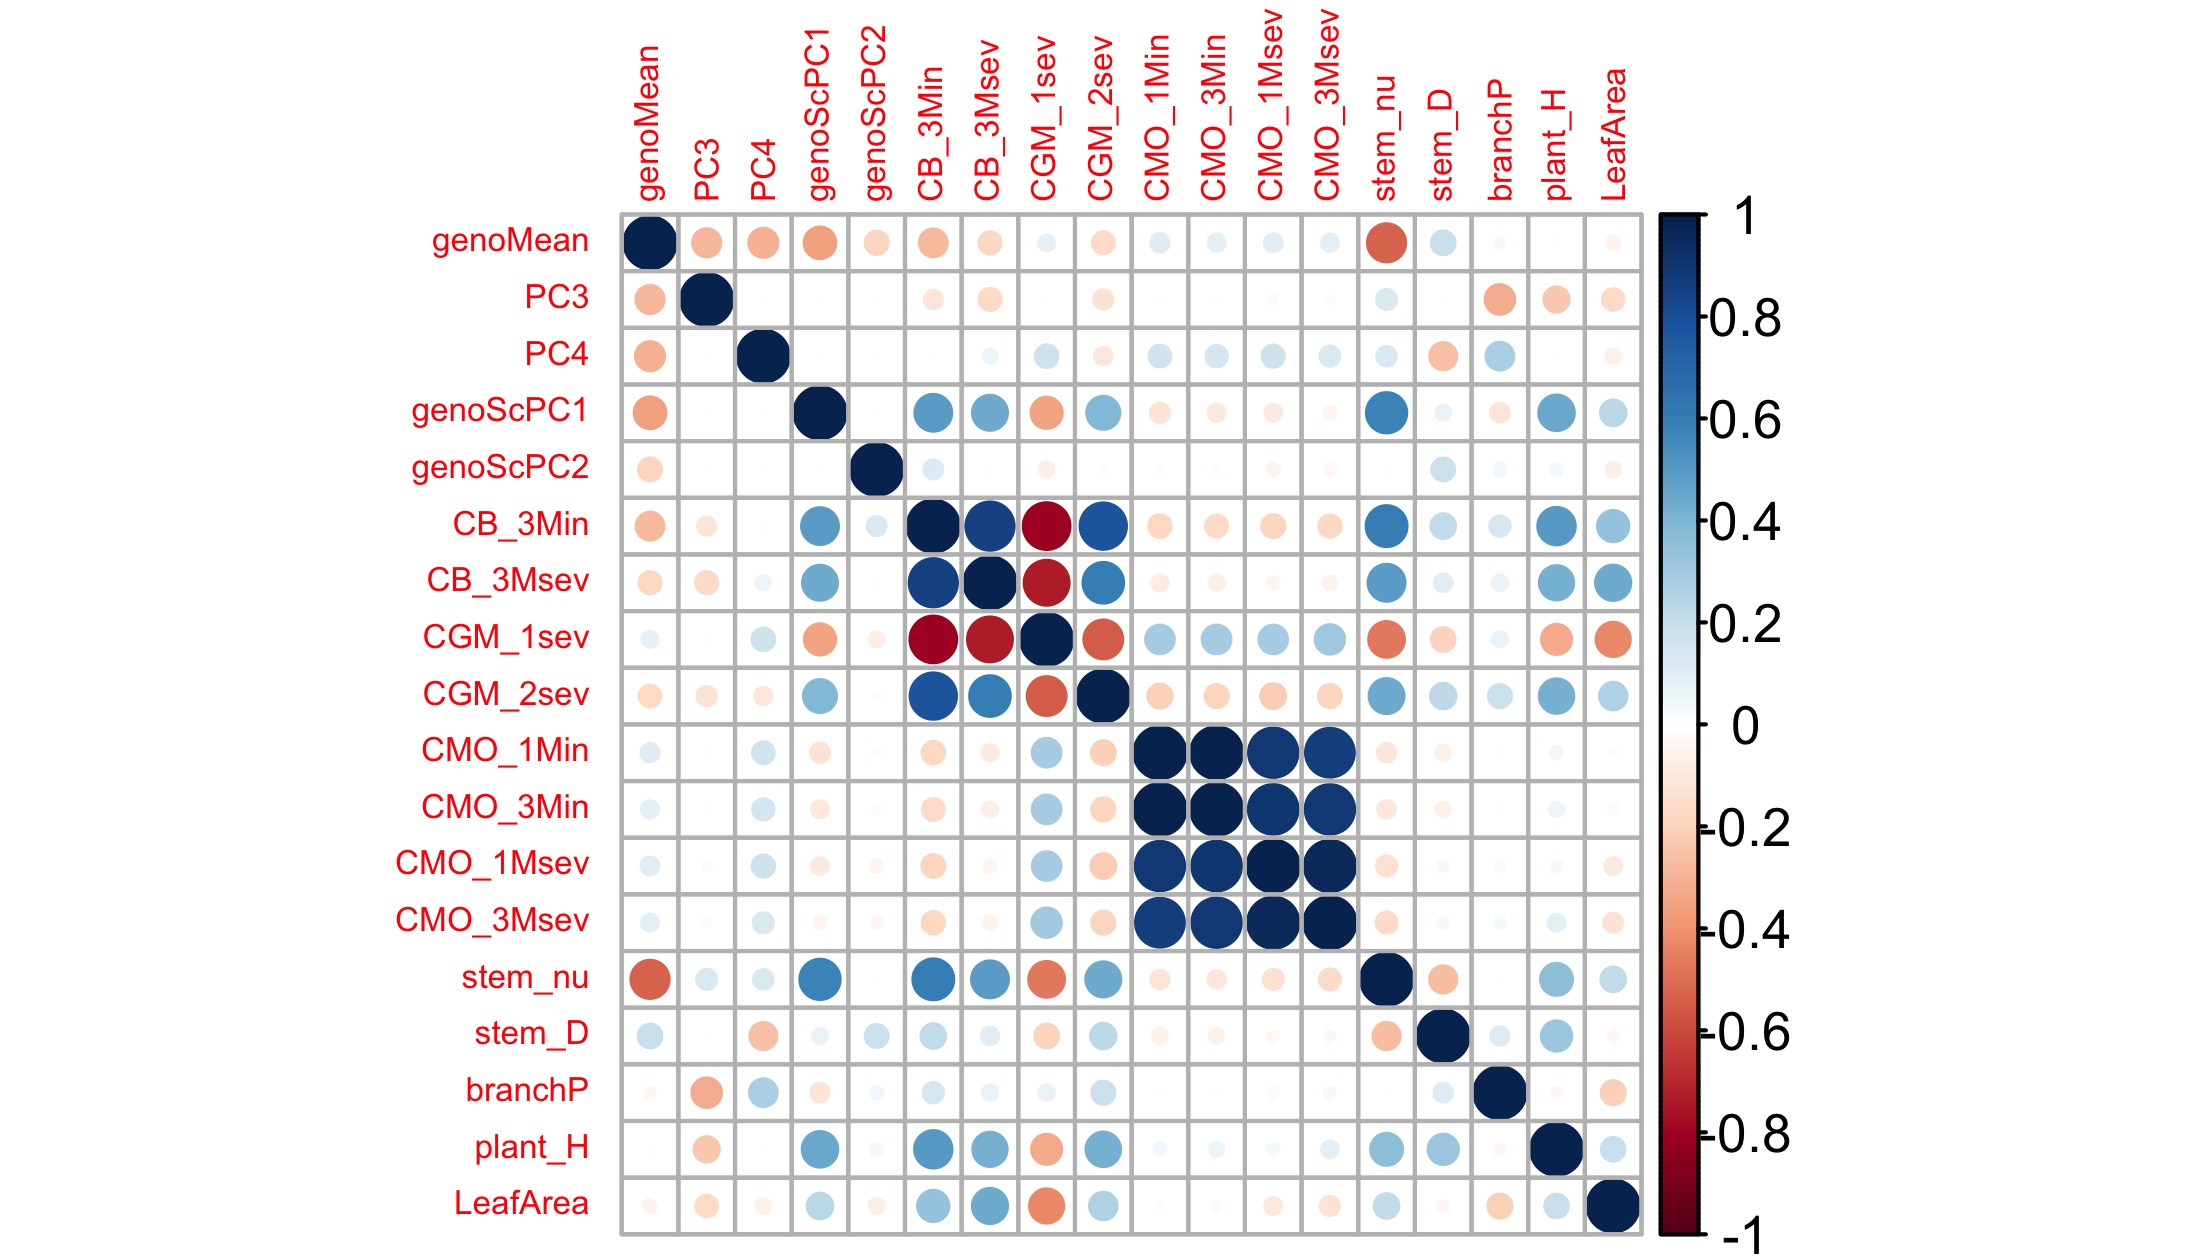 genoMean
PC3
PC4
genoScPC1
genoScPC2
CB_3Min
CB_3Msev
CGM_1sev
CGM_2sev
CMO_1Min
CMO_3Min
CMO_1Msev
CMO_3Msev
stem_nu
stem_D
branchP
plant_H
LeafArea
genoMean
PC3
PC4
genoScPC1
genoScPC2
CB_3Min
CB_3Msev
CGM_1sev
CGM_2sev
CMO_1Min
CMO_3Min
CMO_1Msev
CMO_3Msev
stem_nu
stem_D
branchP
plant_H
LeafArea
1
0.8
0.6
0.4
0.2
0
-0.2
-0.4
-0.6
-0.8
-1